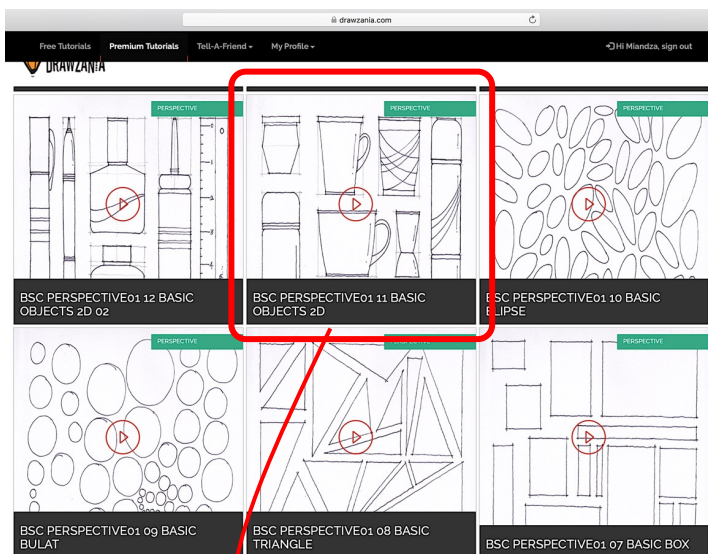 drawzania.com
Free Tutorials Premium Tutorials Tell-A-Friend My Profile Hi Miandza, sign out
DRAWZANIA
PERSPECTIVE PERSPECTIVE PERSPECTIVE
BSC PERSPECTIVE01 12 BASIC
OBJECTS 2D 02
BSC PERSPECTIVE01 11 BASIC
OBJECTS 2D
BSC PERSPECTIVE01 10 BASIC
ELIPSE
PERSPECTIVE PERSPECTIVE PERSPECTIVE
BSC PERSPECTIVE01 09 BASIC
BULAT
BSC PERSPECTIVE01 08 BASIC
TRIANGLE
BSC PERSPECTIVE01 07 BASIC BOX